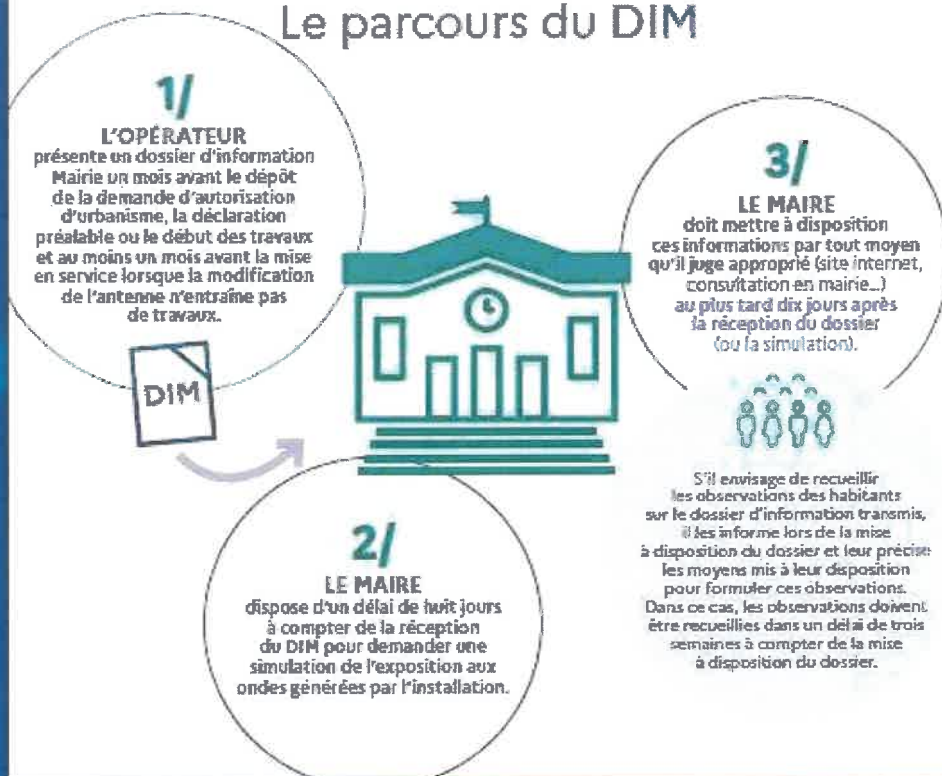 Le parcours du DIM
1/
L'OPÉRATEUR
présente un dossier d'information
Mairie un mois avant le dépôt
de la demande d'autorisation
d'urbanisme, la déclaration
préalable ou le début des travaux
et au moins un mois avant la mise
en service lorsque la modification
de l'antenne n'entraîne pas
de travaux.
DIM
2/
LE MAIRE
dispose d'un délai de huit jours
à compter de la réception
du DIM pour demander une
simulation de l'exposition aux
ondes générées par l'installation.
3/
LE MAIRE
doit mettre à disposition
ces informations par tout moyen
qu'il juge approprié (site internet,
consultation en mairie...)
au plus tard dix jours après
la réception du dossier
(ou la simulation).
S'il envisage de recueillir
les observations des habitants
sur le dossier d'information transmis,
il les informe lors de la mise
à disposition du dossier et leur précise
les moyens mis à leur disposition
pour formuler ces observations.
Dans ce cas, les observations doivent
être recueillies dans un délai de trois
semaines à compter de la mise
à disposition du dossier.